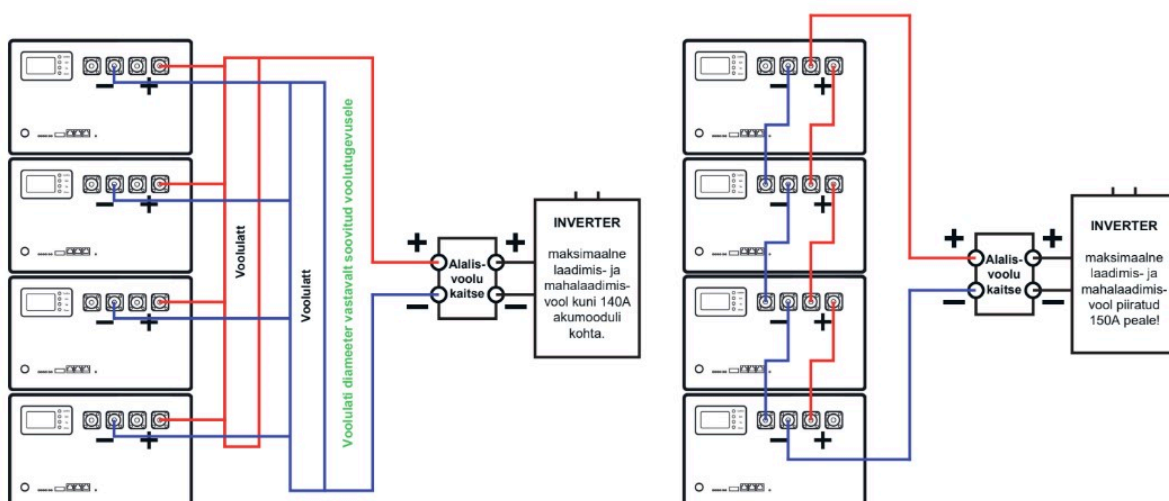 Voolulatt
Voolulatt
Voolulati diameeter vastavalt soovitud voolutugevusele
+
−
Alalis-
voolu
kaitse
+
−
INVERTER
maksimaalne
laadimis- ja
mahalaadimis-
vool kuni 140A
akumooduli
kohta.
− +
− +
− +
− +
− +
− +
− +
− +
+
−
Alalis-
voolu
kaitse
+
−
INVERTER
maksimaalne
laadimis- ja
mahalaadimis-
vool piiratud
150A peale!